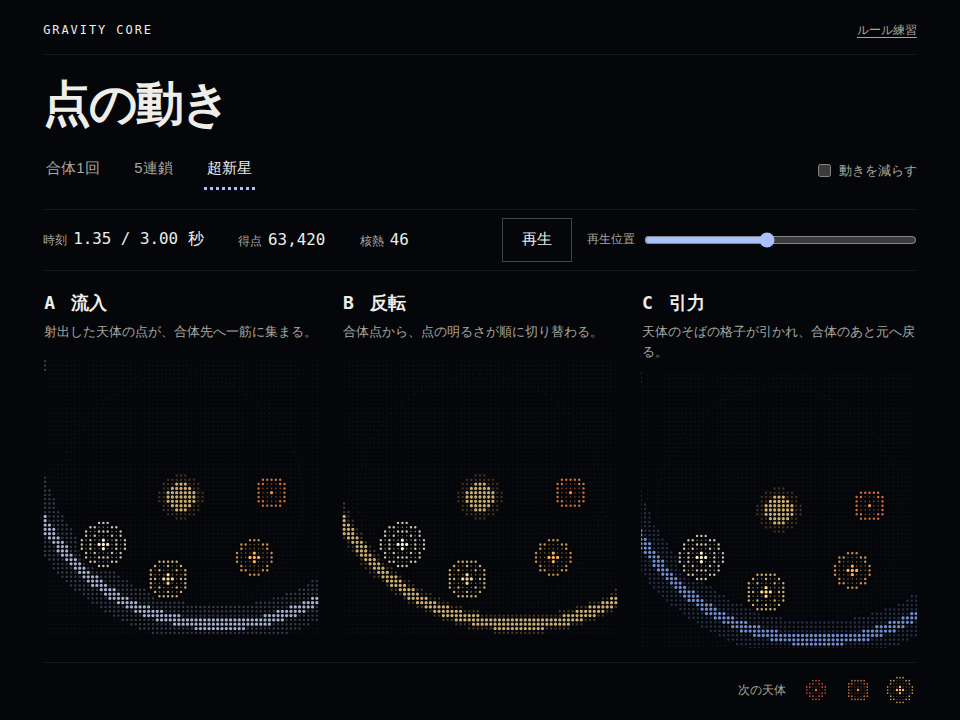 GRAVITY CORE
ルール練習
点の動き
合体1回 5連鎖 超新星
動きを減らす
時刻 1.35 / 3.00 秒 得点 63,420 核熱 46
再生
再生位置
A 流入
射出した天体の点が、合体先へ一筋に集まる。
B 反転
合体点から、点の明るさが順に切り替わる。
C 引力
天体のそばの格子が引かれ、合体のあと元へ戻
る。
次の天体